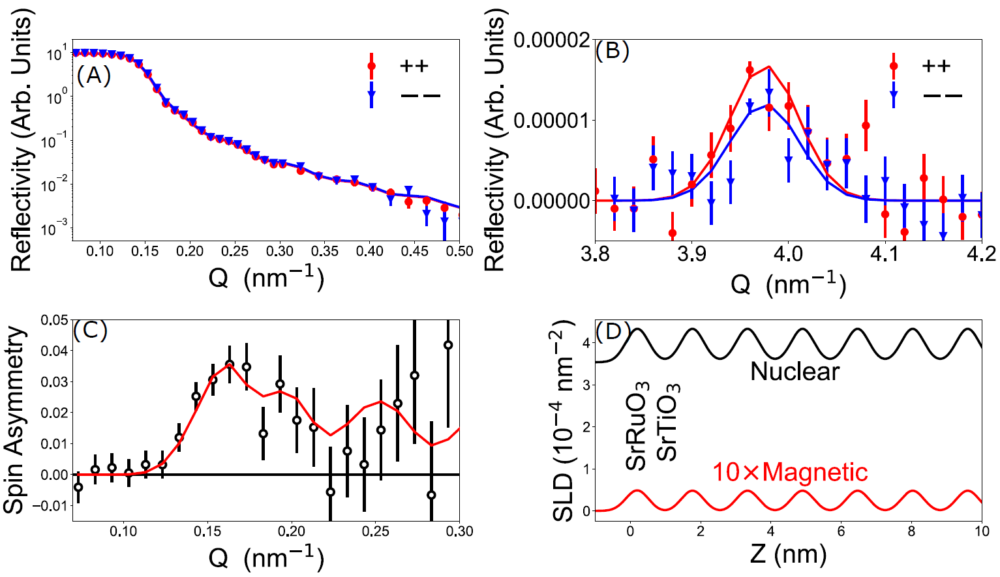 Reflectivity (Arb. Units)
10¹
10⁰
10⁻¹
10⁻²
10⁻³
(A)
++
−−
0.10 0.15 0.20 0.25 0.30 0.35 0.40 0.45 0.50
Q (nm⁻¹)
Reflectivity (Arb. Units)
0.00002
0.00001
0.00000
(B)
++
−−
3.8 3.9 4.0 4.1 4.2
Q (nm⁻¹)
Spin Asymmetry
0.05
0.04
0.03
0.02
0.01
0.00
−0.01
(C)
0.10 0.15 0.20 0.25 0.30
Q (nm⁻¹)
SLD (10⁻⁴ nm⁻²)
4
3
2
1
0
(D)
Nuclear
SrRuO₃
SrTiO₃
10×Magnetic
0 2 4 6 8 10
Z (nm)